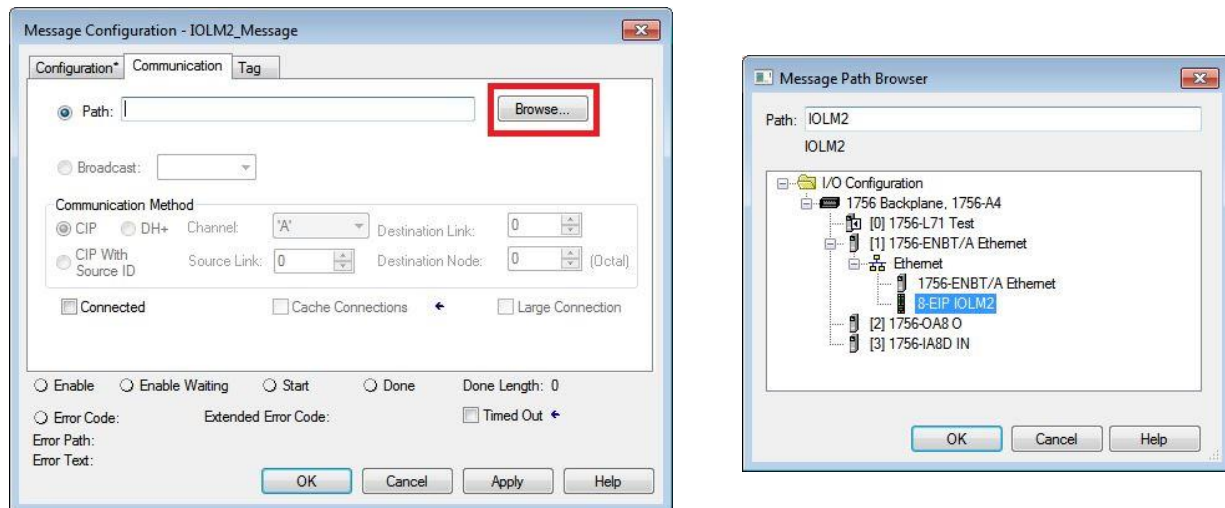 Message Configuration - IOLM2_Message
Configuration* Communication Tag
Path: Browse...
Broadcast:
Communication Method
CIP DH+ Channel: 'A' Destination Link: 0
CIP With Source ID Source Link: 0 Destination Node: 0 (Octal)
Connected Cache Connections ← Large Connection
Enable Enable Waiting Start Done Done Length: 0
Error Code: Extended Error Code: Timed Out ←
Error Path:
Error Text:
OK Cancel Apply Help
Message Path Browser
Path: IOLM2
IOLM2
I/O Configuration
1756 Backplane, 1756-A4
[0] 1756-L71 Test
[1] 1756-ENBT/A Ethernet
Ethernet
1756-ENBT/A Ethernet
8-EIP IOLM2
[2] 1756-OA8 O
[3] 1756-IA8D IN
OK Cancel Help